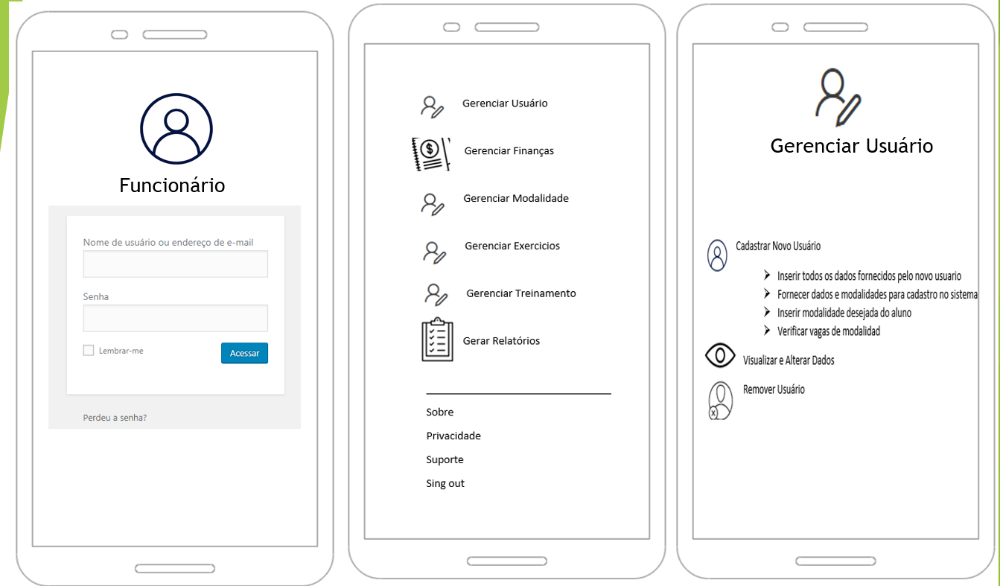 Funcionário
Nome de usuário ou endereço de e-mail
Senha
Lembrar-me
Acessar
Perdeu a senha?
Gerenciar Usuário
$
Gerenciar Finanças
Gerenciar Modalidade
Gerenciar Exercicios
Gerenciar Treinamento
Gerar Relatórios
Sobre
Privacidade
Suporte
Sing out
Gerenciar Usuário
Cadastrar Novo Usuário
Inserir todos os dados fornecidos pelo novo usuario
Fornecer dados e modalidades para cadastro no sistema
Inserir modalidade desejada do aluno
Verificar vagas de modalidad
Visualizar e Alterar Dados
Remover Usuário